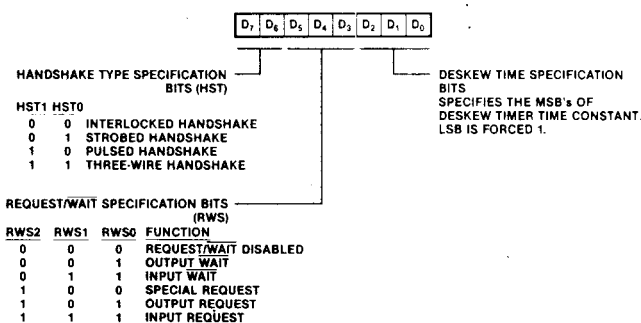 D₇ D₆ D₅ D₄ D₃ D₂ D₁ D₀
HANDSHAKE TYPE SPECIFICATION
BITS (HST)
HST1 HST0
0 0 INTERLOCKED HANDSHAKE
0 1 STROBED HANDSHAKE
1 0 PULSED HANDSHAKE
1 1 THREE-WIRE HANDSHAKE
DESKEW TIME SPECIFICATION
BITS
SPECIFIES THE MSB's OF
DESKEW TIMER TIME CONSTANT.
LSB IS FORCED 1.
REQUEST/WAIT SPECIFICATION BITS
(RWS)
RWS2 RWS1 RWS0 FUNCTION
0 0 0 REQUEST/WAIT DISABLED
0 0 1 OUTPUT WAIT
0 1 1 INPUT WAIT
1 0 0 SPECIAL REQUEST
1 0 1 OUTPUT REQUEST
1 1 1 INPUT REQUEST